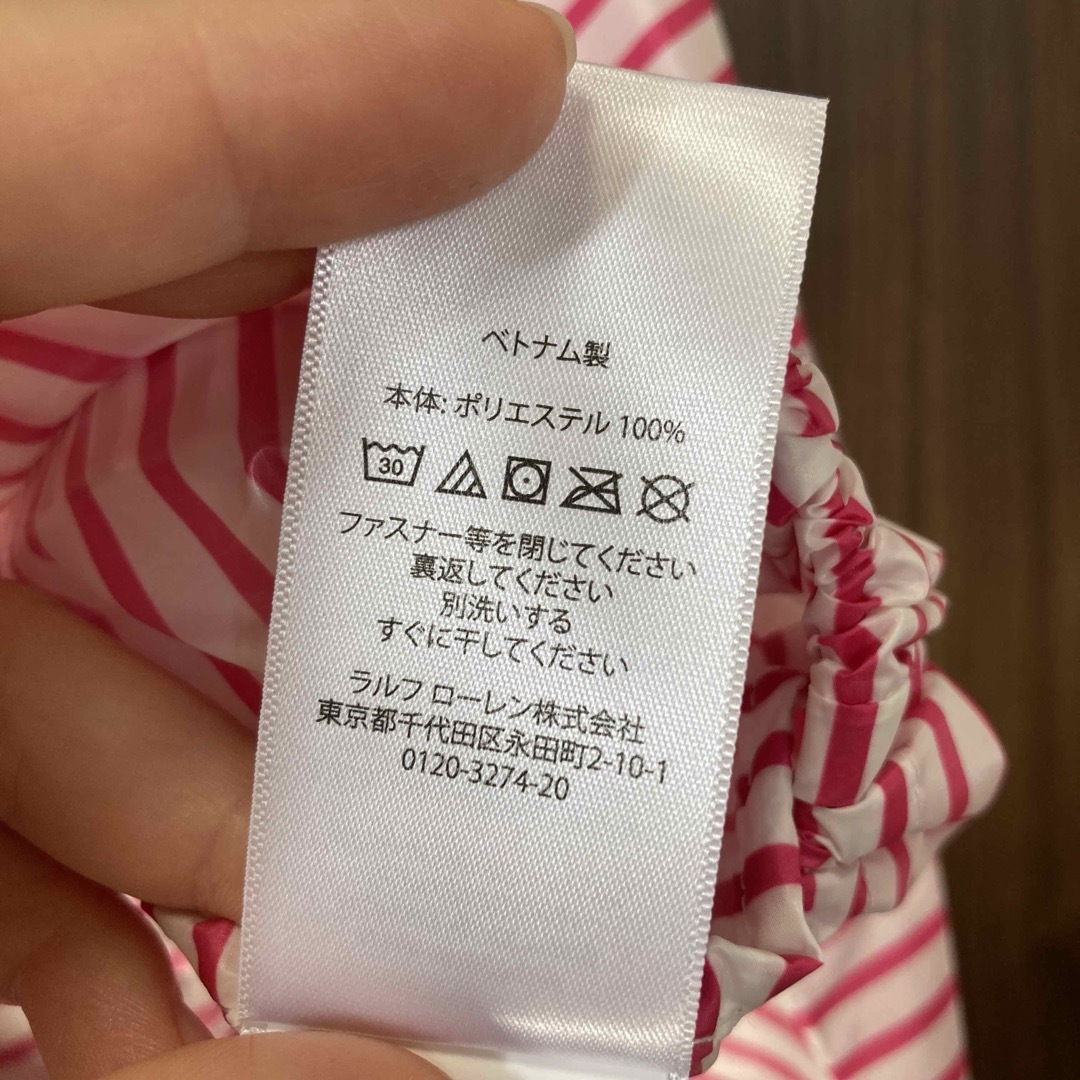 ベトナム製
本体: ポリエステル 100%
30
ファスナー等を閉じてください
裏返してください
別洗いする
すぐに干してください
ラルフ ローレン株式会社
東京都千代田区永田町2-10-1
0120-3274-20